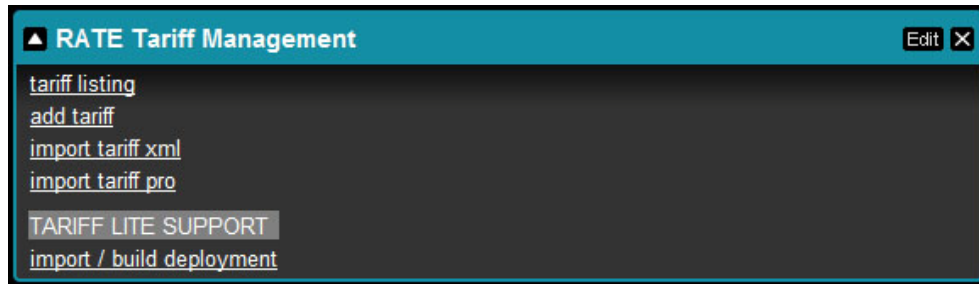 RATE Tariff Management
Edit
tariff listing
add tariff
import tariff xml
import tariff pro
TARIFF LITE SUPPORT
import / build deployment